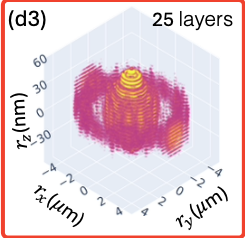 (d3) 25 layers
60
30
0
−30
r_z(nm)
−4 −2 0 2 4
r_x(μm)
−4 −2 0 2 4
r_y(μm)